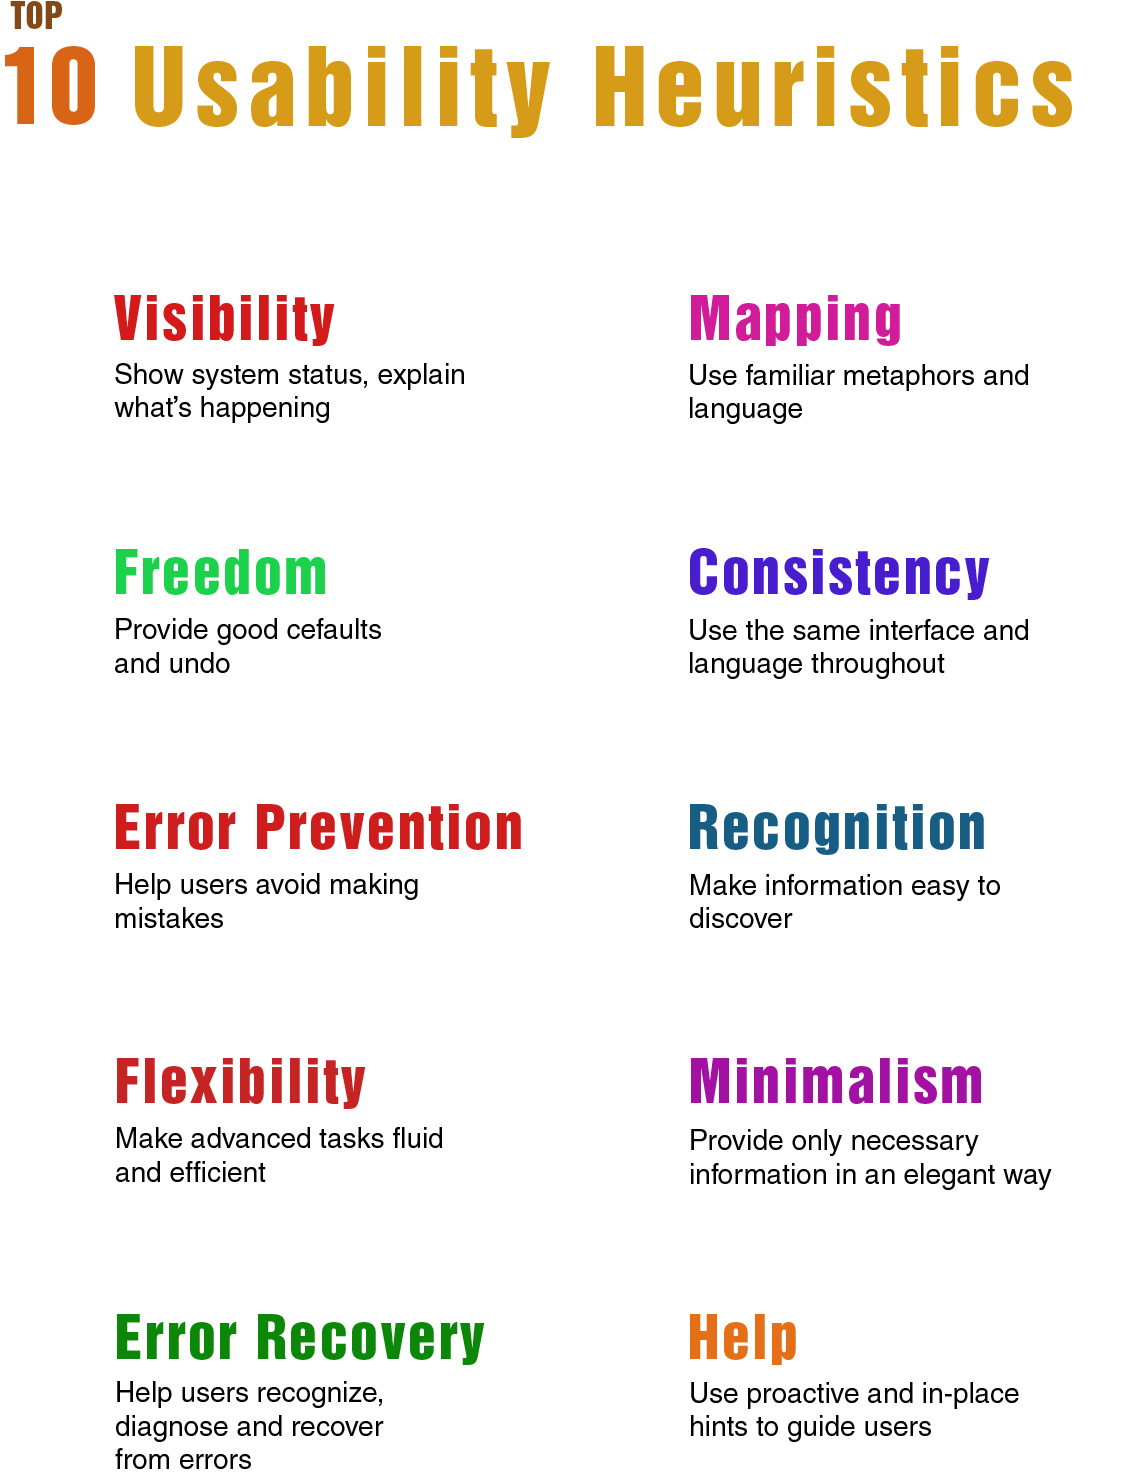 TOP
10 Usability Heuristics
Visibility
Show system status, explain
what’s happening
Mapping
Use familiar metaphors and
language
Freedom
Provide good cefaults
and undo
Consistency
Use the same interface and
language throughout
Error Prevention
Help users avoid making
mistakes
Recognition
Make information easy to
discover
Flexibility
Make advanced tasks fluid
and efficient
Minimalism
Provide only necessary
information in an elegant way
Error Recovery
Help users recognize,
diagnose and recover
from errors
Help
Use proactive and in-place
hints to guide users